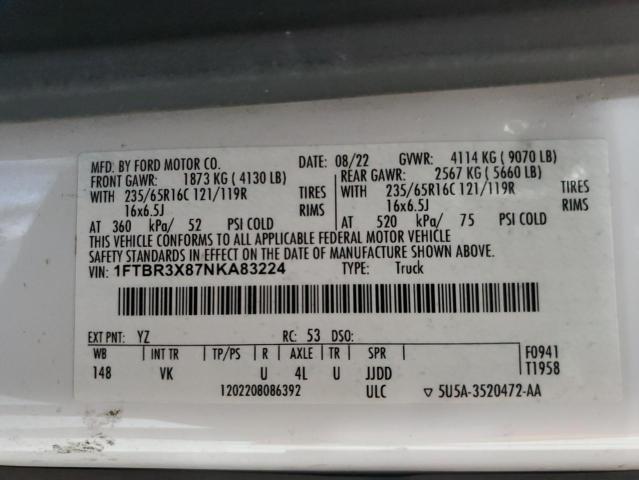 MFD. BY FORD MOTOR CO. DATE: 08/22 GVWR: 4114 KG ( 9070 LB)
FRONT GAWR: 1873 KG ( 4130 LB) REAR GAWR: 2567 KG ( 5660 LB)
WITH 235/65R16C 121/119R TIRES WITH 235/65R16C 121/119R TIRES
16x6.5J RIMS 16x6.5J RIMS
AT 360 kPa/ 52 PSI COLD AT 520 kPa/ 75 PSI COLD
THIS VEHICLE CONFORMS TO ALL APPLICABLE FEDERAL MOTOR VEHICLE
SAFETY STANDARDS IN EFFECT ON THE DATE OF MANUFACTURE SHOWN ABOVE.
VIN: 1FTBR3X87NKA83224 TYPE: Truck
EXT PNT: YZ RC: 53 DSO:
WB INT TR TP/PS R AXLE TR SPR F0941
148 VK U 4L U JJDD T1958
1202208086392 ULC ▽ 5U5A-3520472-AA